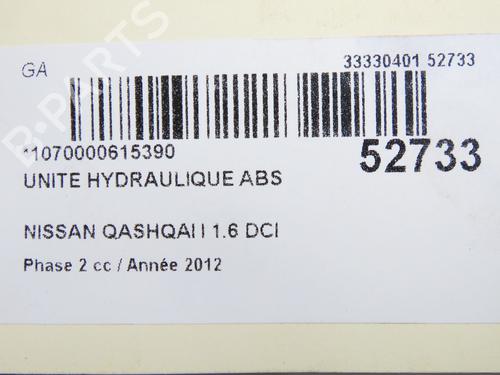 GA
33330401 52733
*1070000615390
52733
UNITE HYDRAULIQUE ABS
NISSAN QASHQAI I 1.6 DCI
Phase 2 cc / Année 2012
B-PARTS